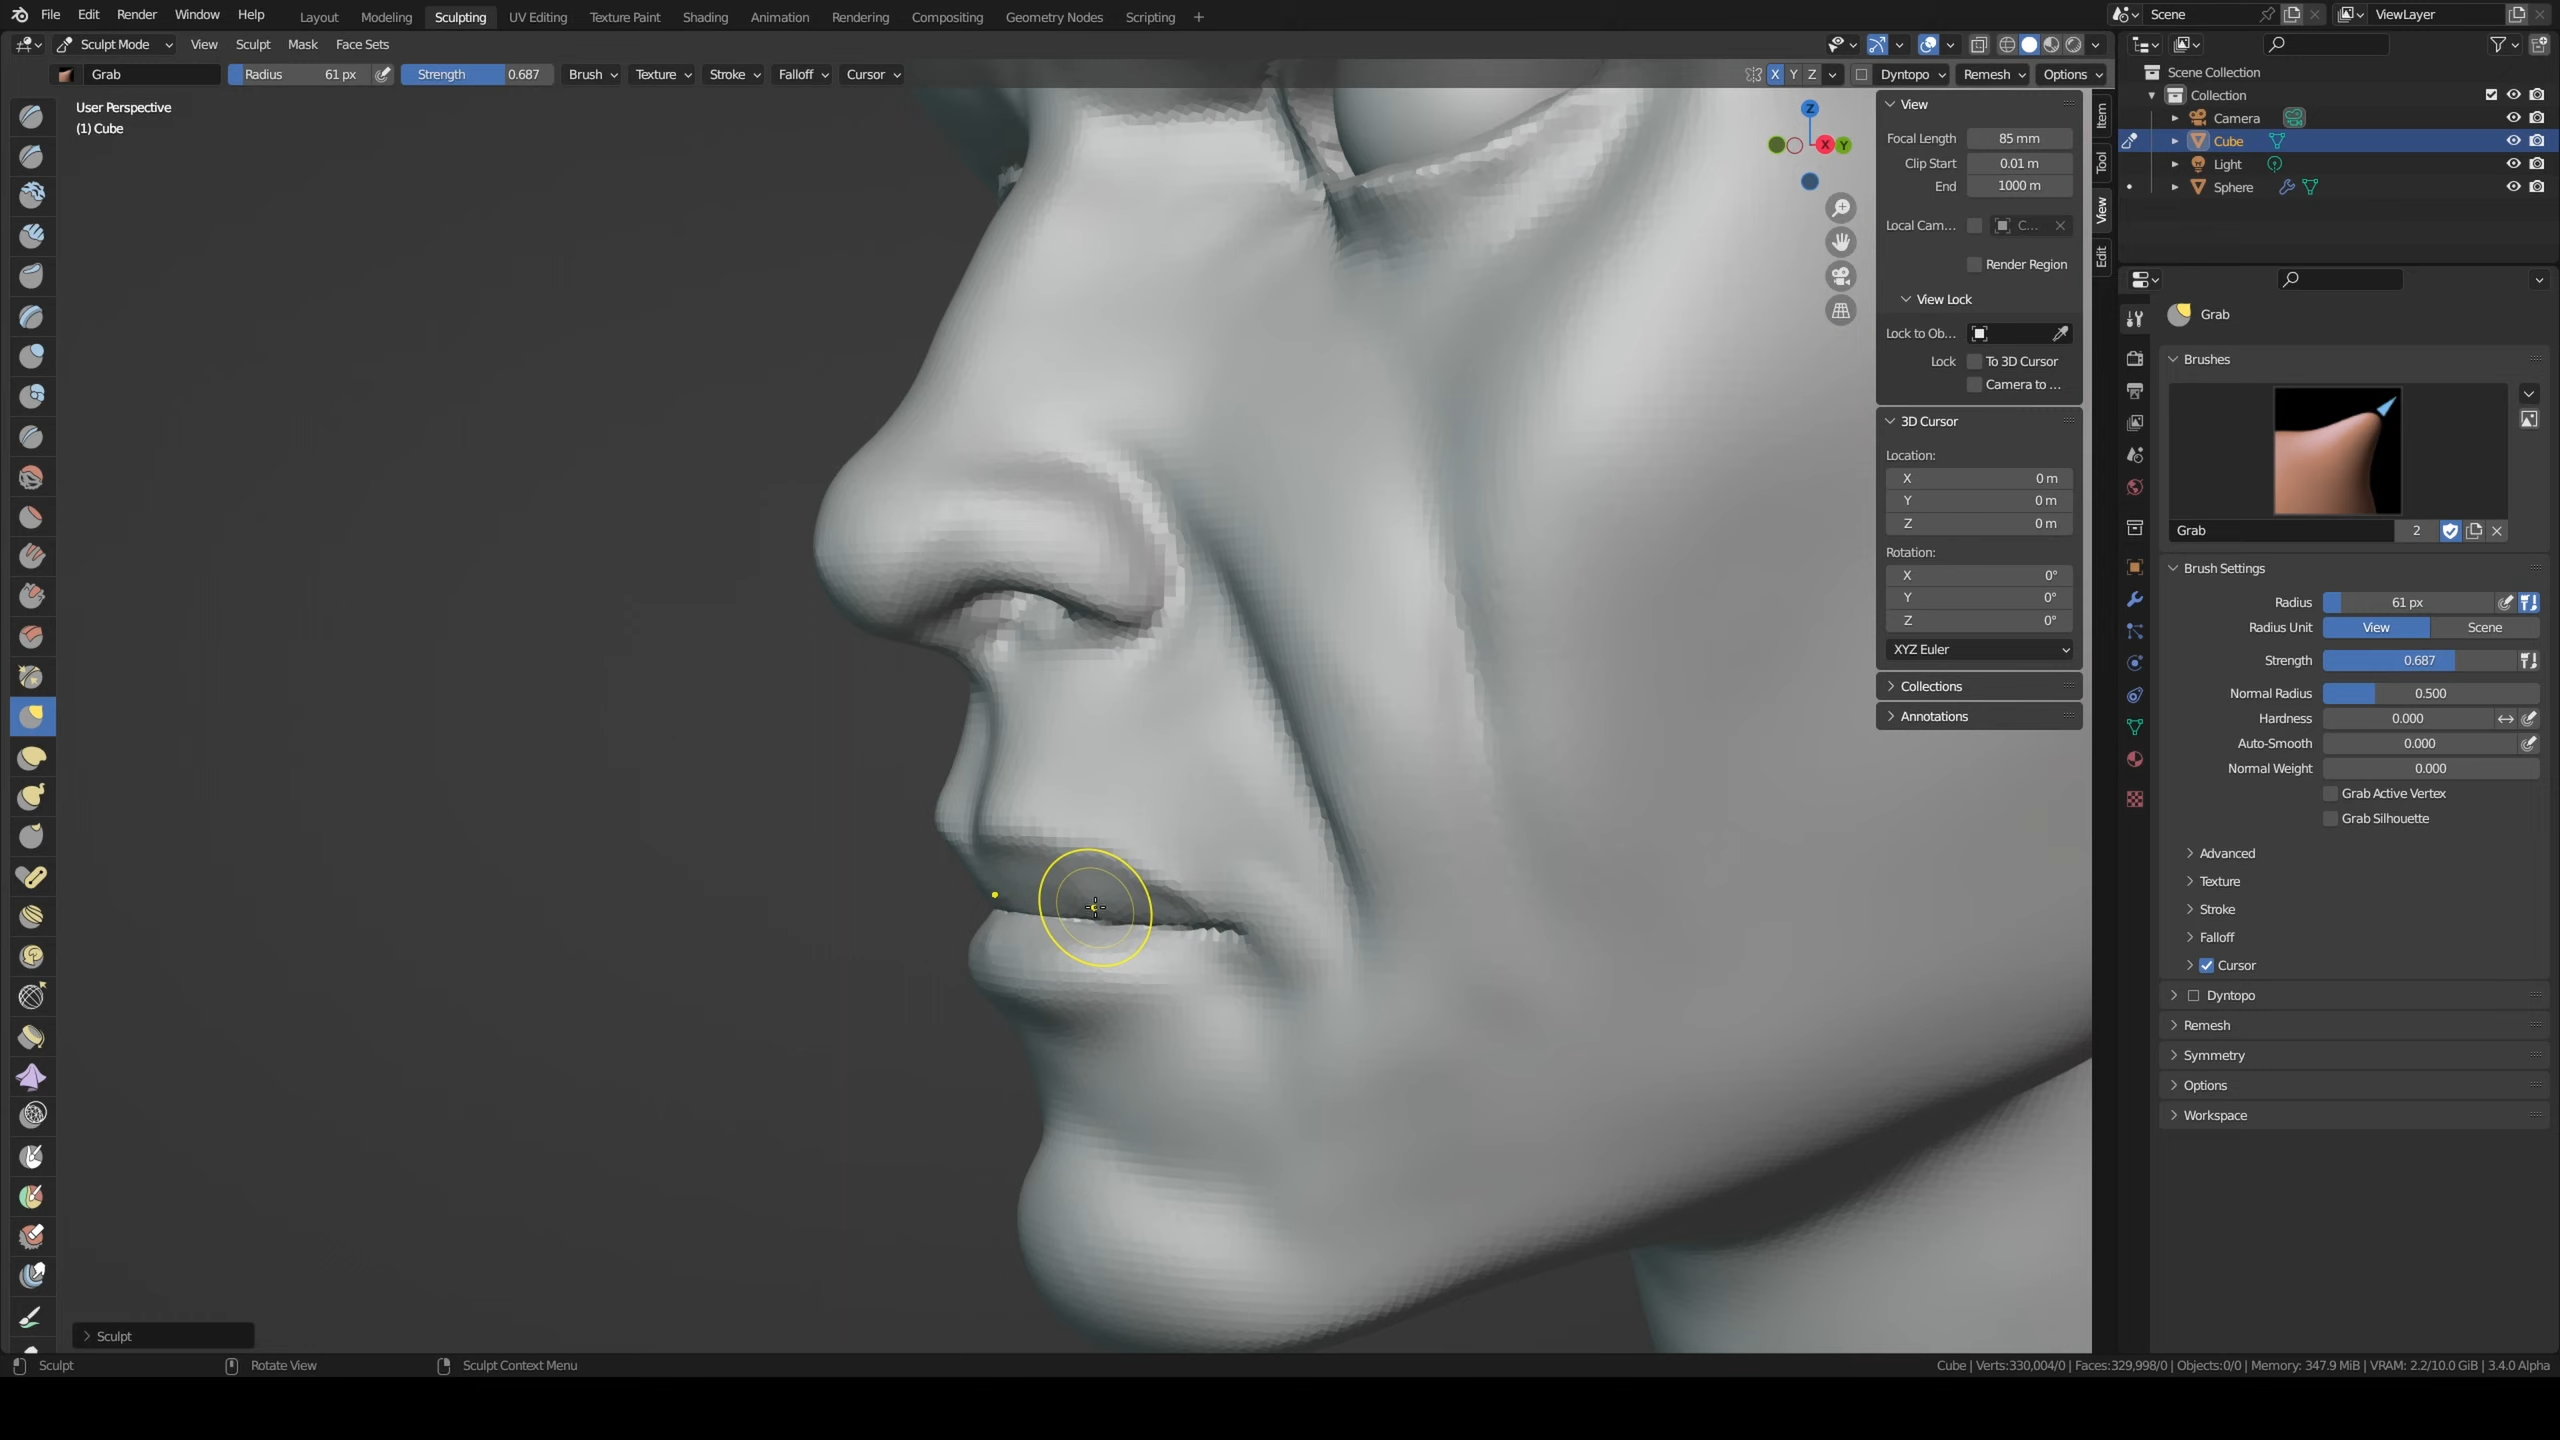 File Edit Render Window Help Layout Modeling Sculpting UV Editing Texture Paint Shading Animation Rendering Compositing Geometry Nodes Scripting + Scene ViewLayer
Sculpt Mode View Sculpt Mask Face Sets
Grab Radius 61 px Strength 0.687 Brush Texture Stroke Falloff Cursor X Y Z Dyntopo Remesh Options
User Perspective
(1) Cube
Z
X
Y
Item
Tool
View
Edit
View
Focal Length 85 mm
Clip Start 0.01 m
End 1000 m
Local Cam... C...
Render Region
View Lock
Lock to Ob...
Lock To 3D Cursor
Camera to ...
3D Cursor
Location:
X 0 m
Y 0 m
Z 0 m
Rotation:
X 0°
Y 0°
Z 0°
XYZ Euler
Collections
Annotations
Scene Collection
Collection
Camera
Cube
Light
Sphere
Grab
Brushes
Grab 2
Brush Settings
Radius 61 px
Radius Unit View Scene
Strength 0.687
Normal Radius 0.500
Hardness 0.000
Auto-Smooth 0.000
Normal Weight 0.000
Grab Active Vertex
Grab Silhouette
Advanced
Texture
Stroke
Falloff
Cursor
Dyntopo
Remesh
Symmetry
Options
Workspace
Sculpt
Sculpt Rotate View Sculpt Context Menu Cube | Verts:330,004/0 | Faces:329,998/0 | Objects:0/0 | Memory: 347.9 MiB | VRAM: 2.2/10.0 GiB | 3.4.0 Alpha